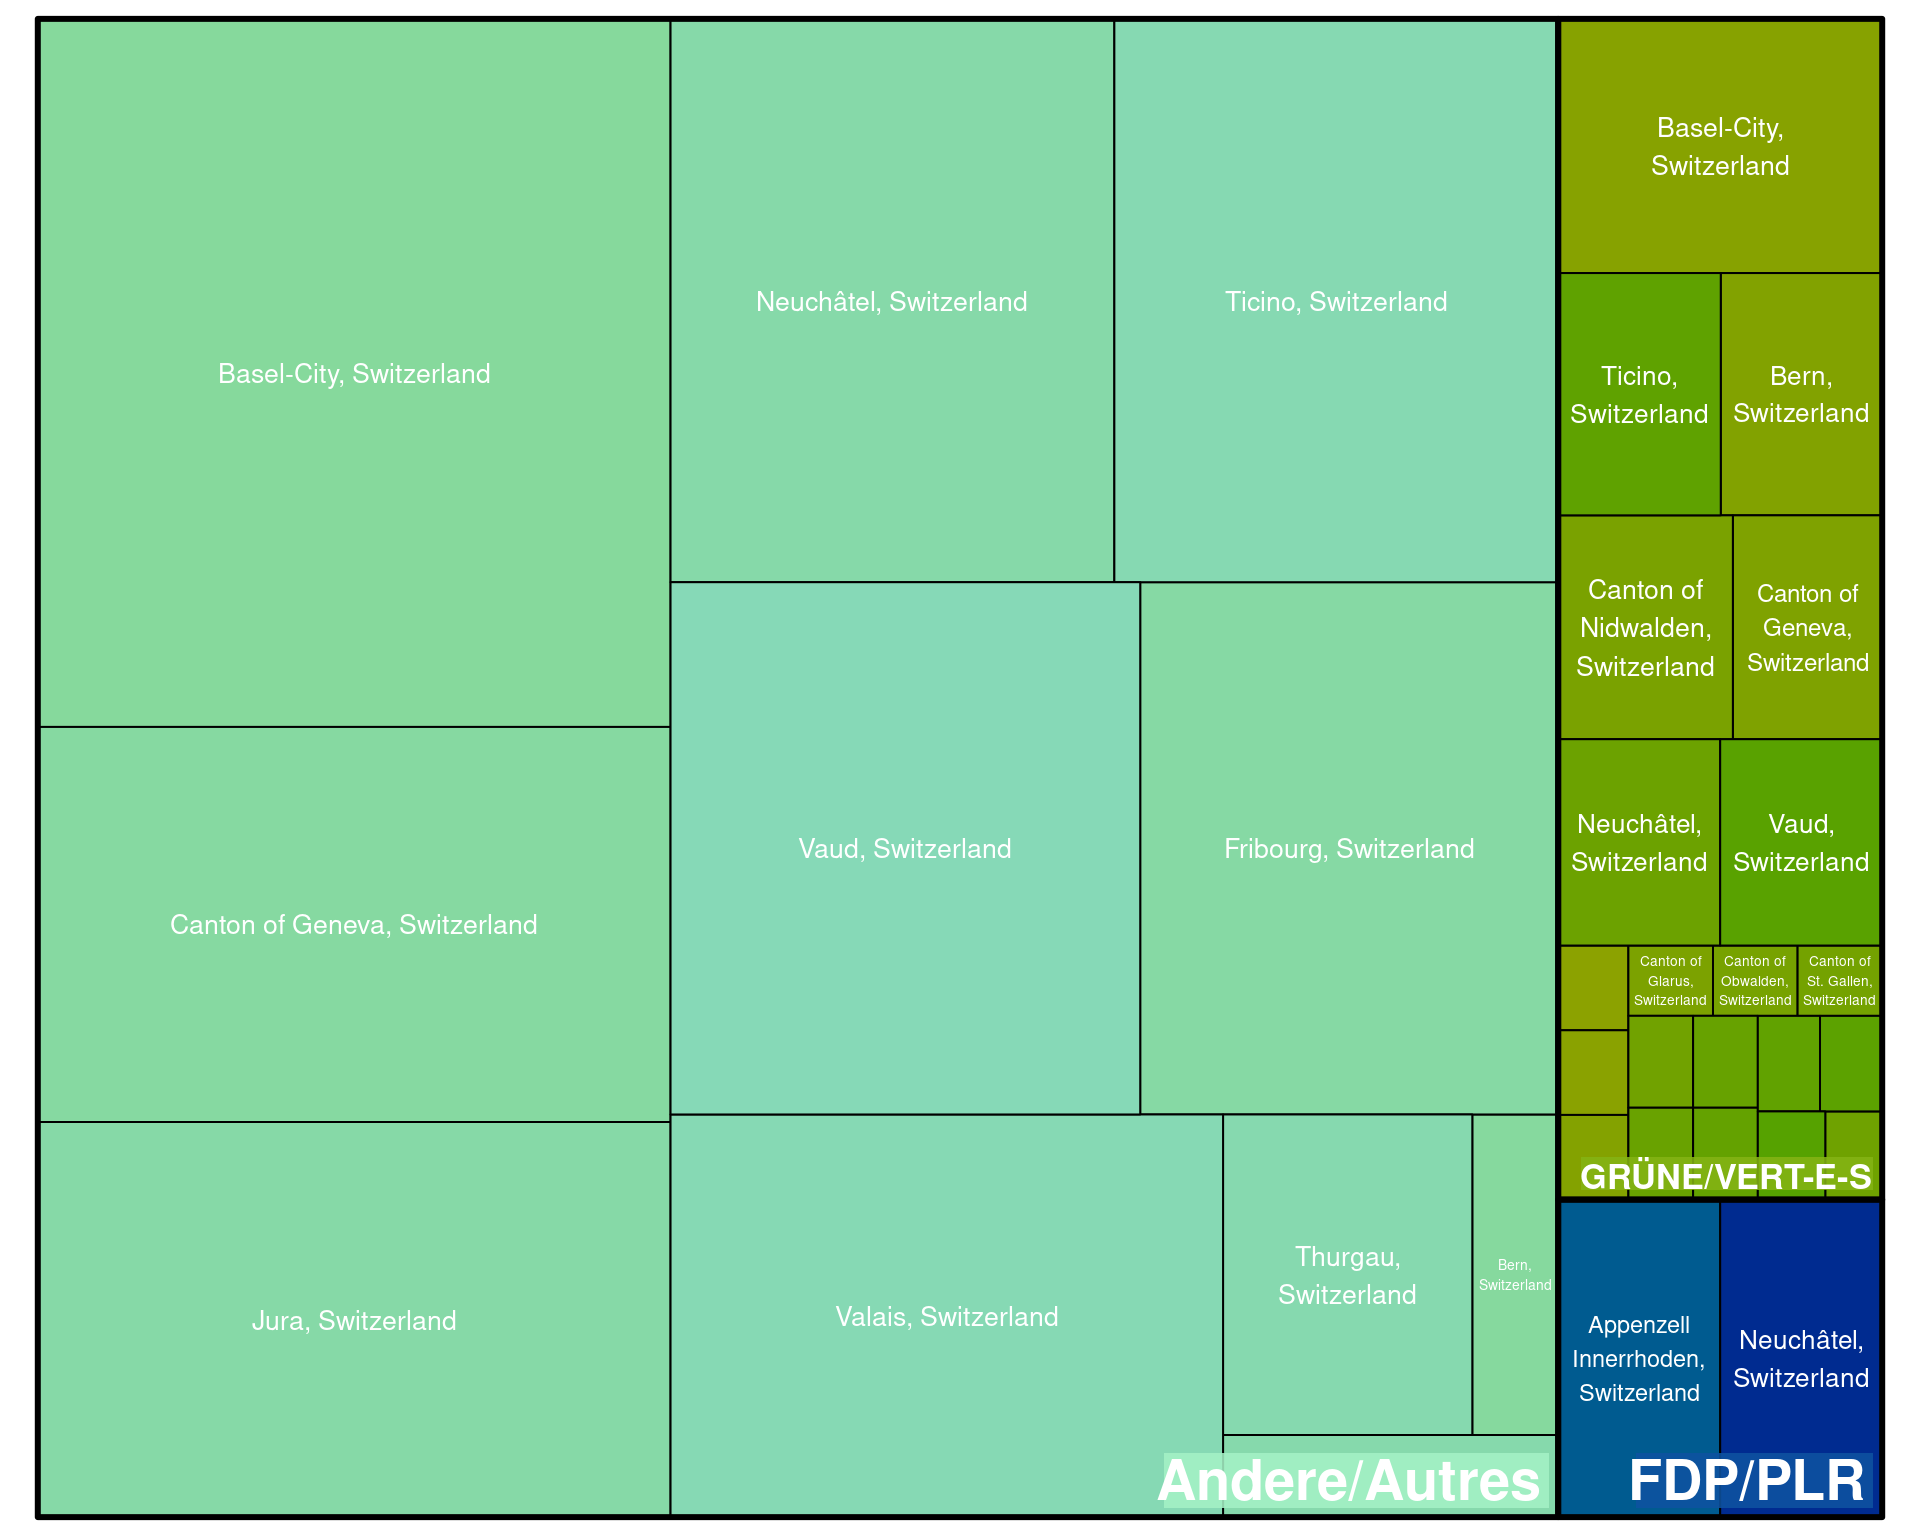 Basel-City, Switzerland
Neuchâtel, Switzerland
Ticino, Switzerland
Canton of Geneva, Switzerland
Vaud, Switzerland
Fribourg, Switzerland
Jura, Switzerland
Valais, Switzerland
Thurgau,
Switzerland
Bern,
Switzerland
Andere/Autres
Basel-City,
Switzerland
Ticino,
Switzerland
Bern,
Switzerland
Canton of
Nidwalden,
Switzerland
Canton of
Geneva,
Switzerland
Neuchâtel,
Switzerland
Vaud,
Switzerland
Canton of
Glarus,
Switzerland
Canton of
Obwalden,
Switzerland
Canton of
St. Gallen,
Switzerland
GRÜNE/VERT-E-S
Appenzell
Innerrhoden,
Switzerland
Neuchâtel,
Switzerland
FDP/PLR